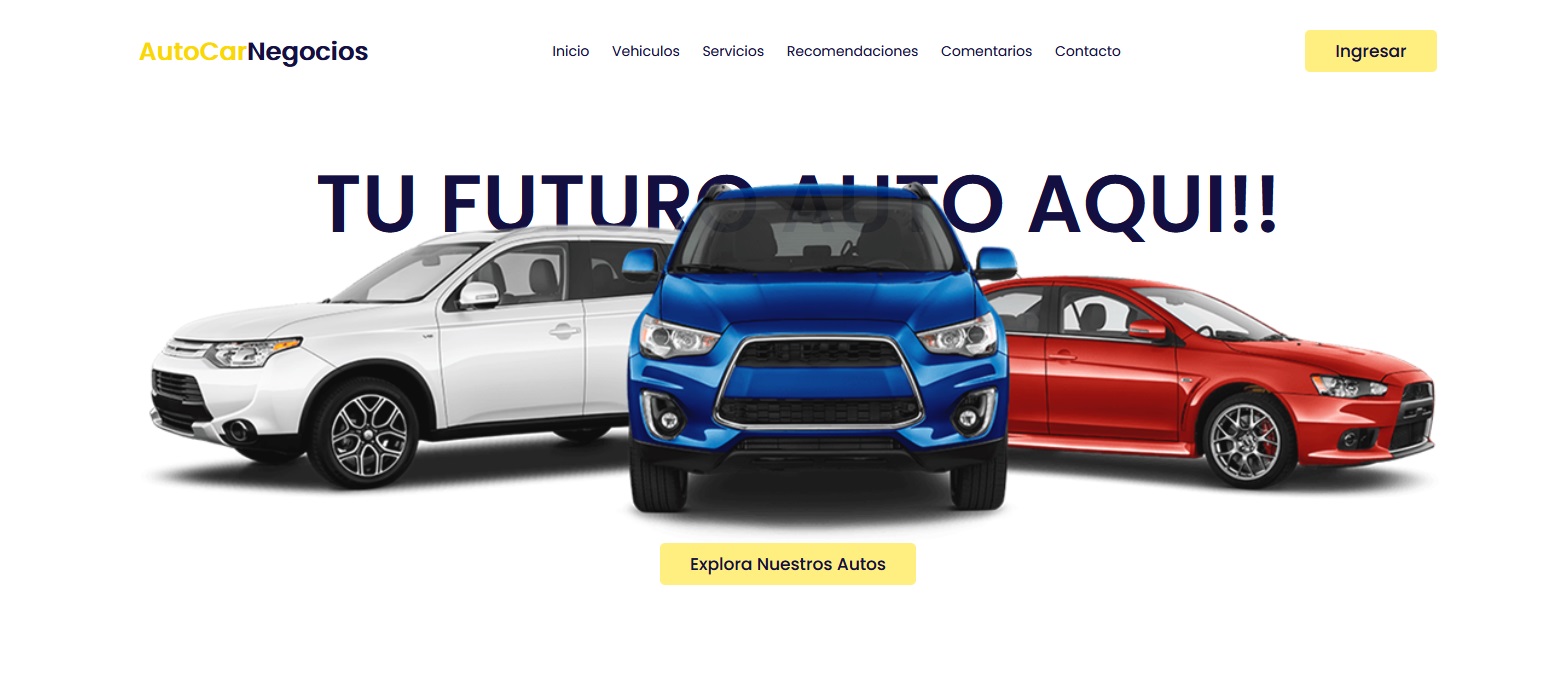 AutoCarNegocios
Inicio Vehiculos Servicios Recomendaciones Comentarios Contacto
Ingresar
TU FUTURO AUTO AQUI!!
Explora Nuestros Autos